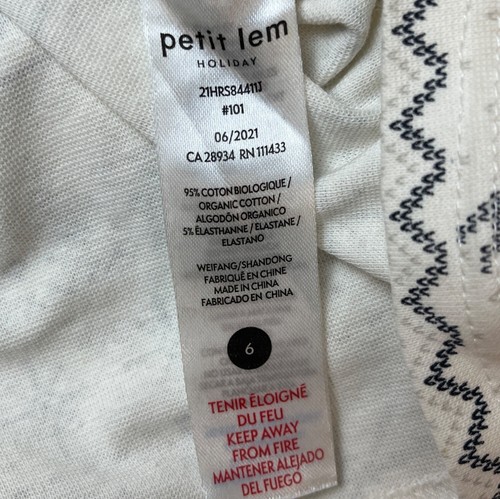 petit lem
HOLIDAY
21HRS84411J
#101
06/2021
CA 28934 RN 111433
95% COTON BIOLOGIQUE /
ORGANIC COTTON /
ALGODÓN ORGANICO
5% ÉLASTHANNE / ELASTANE /
ELASTANO
WEIFANG/SHANDONG
FABRIQUÉ EN CHINE
MADE IN CHINA
FABRICADO EN CHINA
6
TENIR ÉLOIGNÉ
DU FEU
KEEP AWAY
FROM FIRE
MANTENER ALEJADO
DEL FUEGO